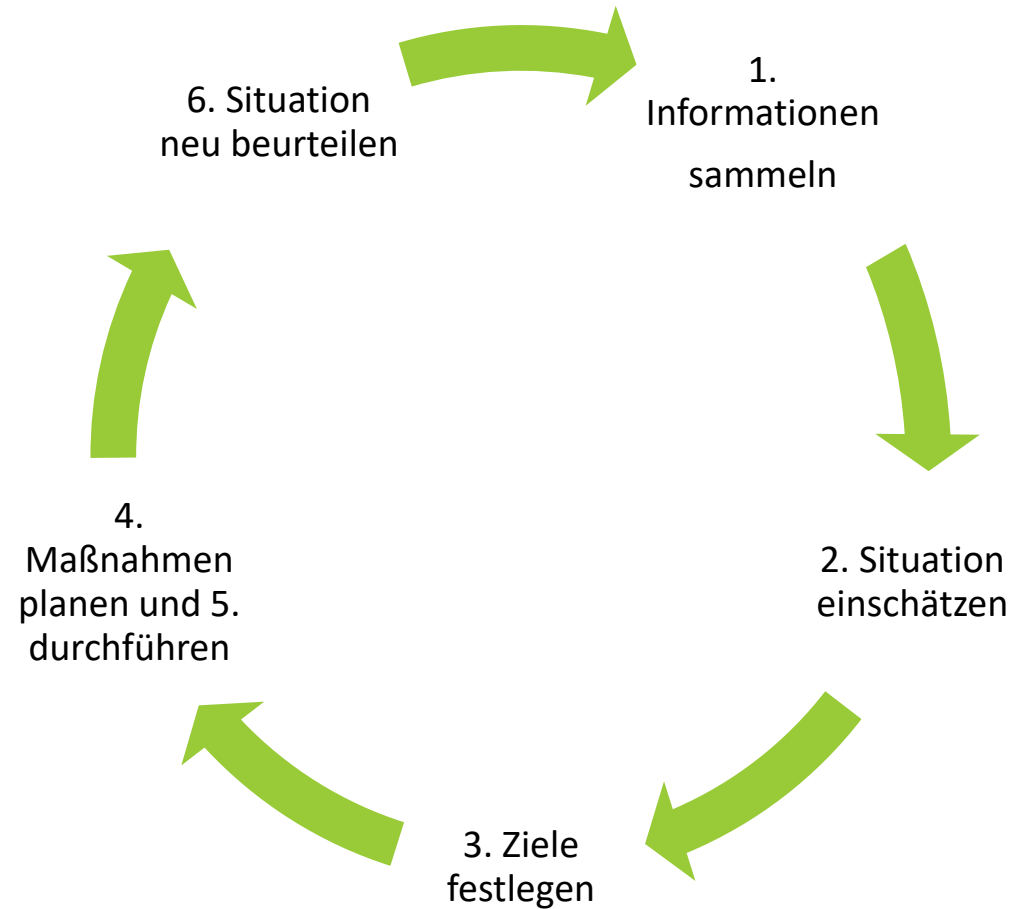 1.
Informationen
sammeln
2. Situation
einschätzen
3. Ziele
festlegen
4.
Maßnahmen
planen und 5.
durchführen
6. Situation
neu beurteilen